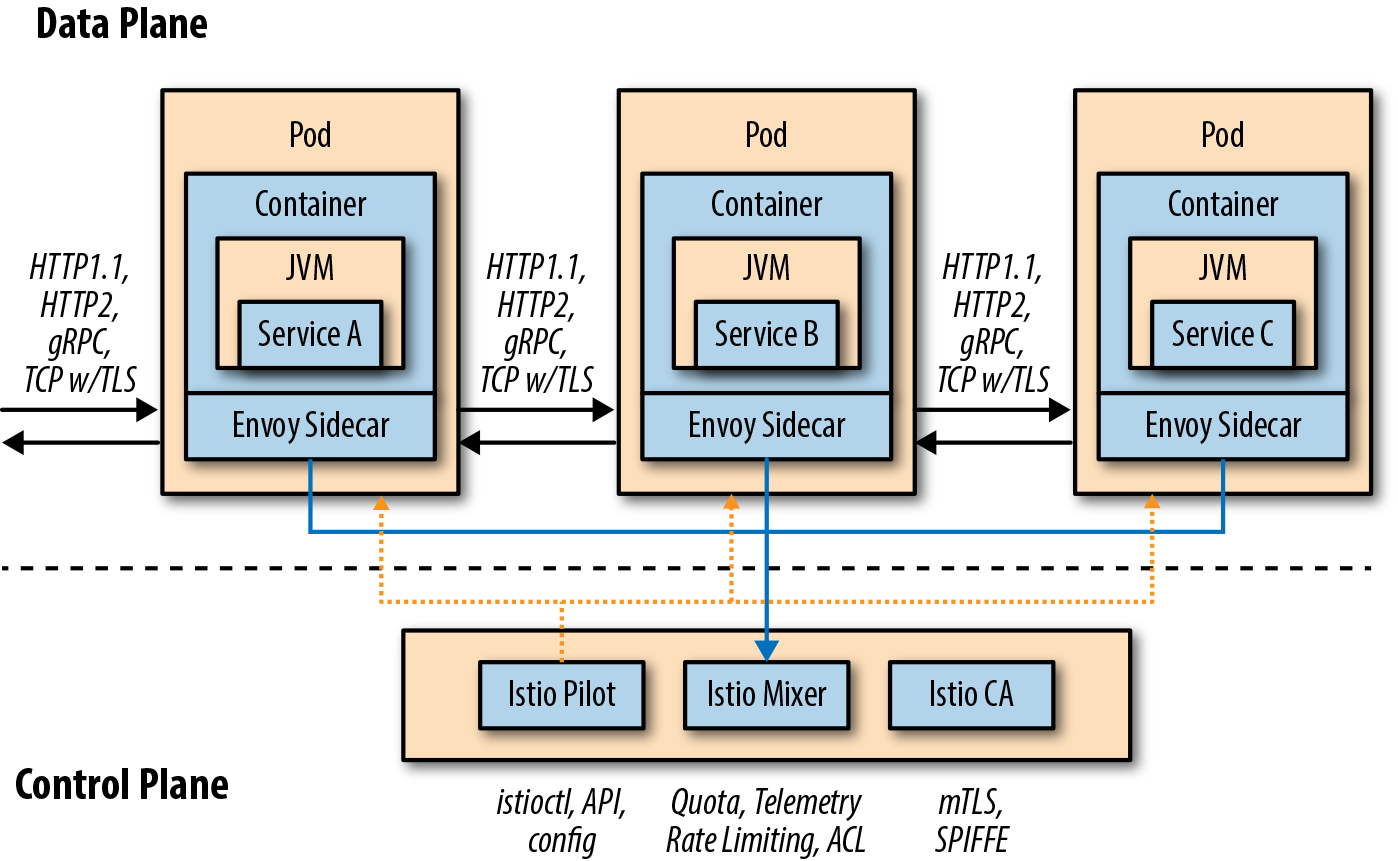 Data Plane
Pod
Container
JVM
Service A
Envoy Sidecar
Pod
Container
JVM
Service B
Envoy Sidecar
Pod
Container
JVM
Service C
Envoy Sidecar
HTTP1.1,
HTTP2,
gRPC,
TCP w/TLS
HTTP1.1,
HTTP2,
gRPC,
TCP w/TLS
HTTP1.1,
HTTP2,
gRPC,
TCP w/TLS
Istio Pilot
Istio Mixer
Istio CA
Control Plane
istioctl, API,
config
Quota, Telemetry
Rate Limiting, ACL
mTLS,
SPIFFE